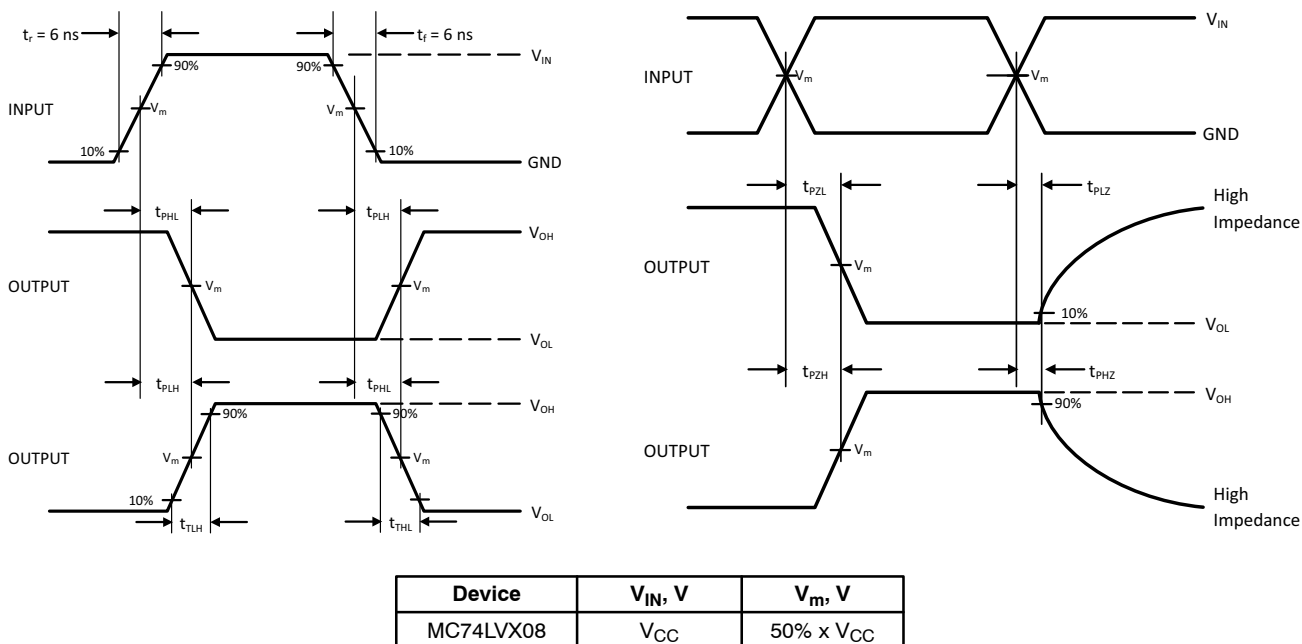 t_r = 6 ns
t_f = 6 ns
V_IN
90%
90%
INPUT
V_m
V_m
10%
10%
GND
t_PHL
t_PLH
V_OH
OUTPUT
V_m
V_m
V_OL
t_PLH
t_PHL
V_OH
90%
90%
OUTPUT
V_m
V_m
10%
V_OL
t_TLH
t_THL
V_IN
INPUT
V_m
V_m
GND
t_PZL
t_PLZ
High
Impedance
OUTPUT
V_m
10%
V_OL
t_PZH
t_PHZ
V_OH
90%
OUTPUT
V_m
High
Impedance
Device V_IN, V V_m, V
MC74LVX08 V_CC 50% x V_CC